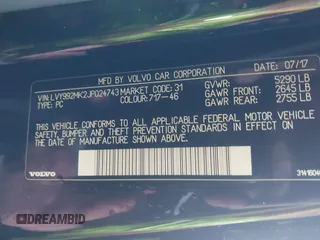 MFD BY VOLVO CAR CORPORATION DATE: 07/17
VIN:LVY992MK2JP024743 MARKET CODE:31 GVWR: 5290 LB
TYPE: PC COLOUR:717-46 GAWR FRONT: 2645 LB
GAWR REAR: 2755 LB
THIS VEHICLE CONFORMS TO ALL APPLICABLE FEDERAL MOTOR VEHICLE
SAFETY, BUMPER, AND THEFT PREVENTION STANDARDS IN EFFECT ON THE
DATE OF MANUFACTURE SHOWN ABOVE.
VOLVO
DREAMBID